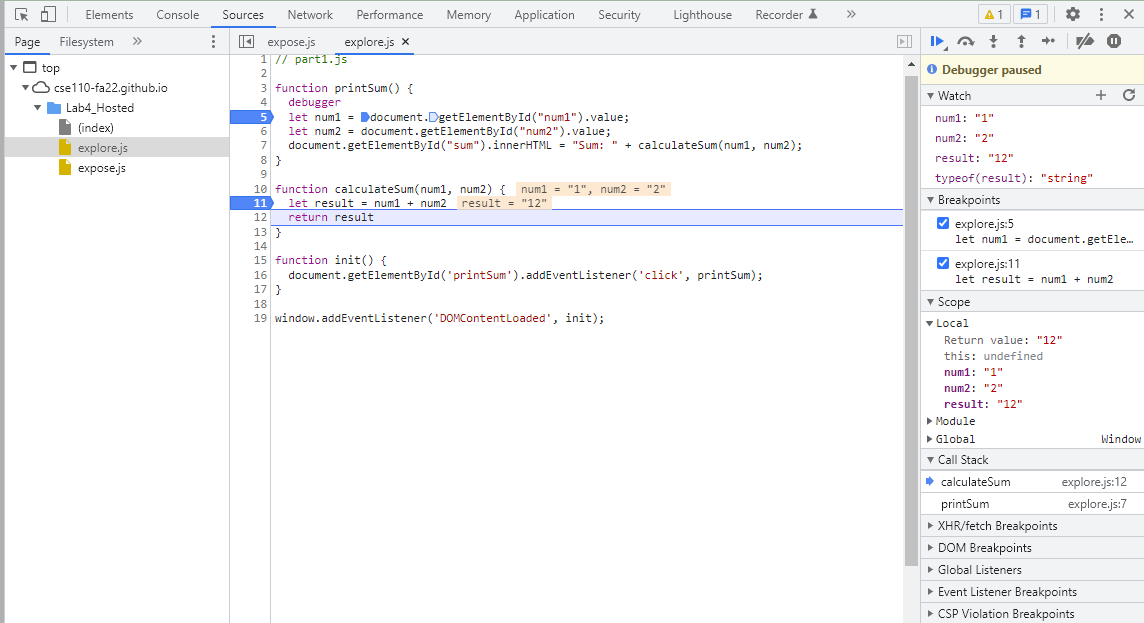 Elements Console Sources Network Performance Memory Application Security Lighthouse Recorder » 1 1
Page Filesystem »
top
cse110-fa22.github.io
Lab4_Hosted
(index)
explore.js
expose.js
expose.js explore.js ×
1 // part1.js
2
3 function printSum() {
4 debugger
5 let num1 = document.getElementById("num1").value;
6 let num2 = document.getElementById("num2").value;
7 document.getElementById("sum").innerHTML = "Sum: " + calculateSum(num1, num2);
8 }
9
10 function calculateSum(num1, num2) { num1 = "1", num2 = "2"
11 let result = num1 + num2 result = "12"
12 return result
13 }
14
15 function init() {
16 document.getElementById('printSum').addEventListener('click', printSum);
17 }
18
19 window.addEventListener('DOMContentLoaded', init);
Debugger paused
Watch
num1: "1"
num2: "2"
result: "12"
typeof(result): "string"
Breakpoints
explore.js:5
let num1 = document.getEle…
explore.js:11
let result = num1 + num2
Scope
Local
Return value: "12"
this: undefined
num1: "1"
num2: "2"
result: "12"
Module
Global Window
Call Stack
calculateSum explore.js:12
printSum explore.js:7
XHR/fetch Breakpoints
DOM Breakpoints
Global Listeners
Event Listener Breakpoints
CSP Violation Breakpoints